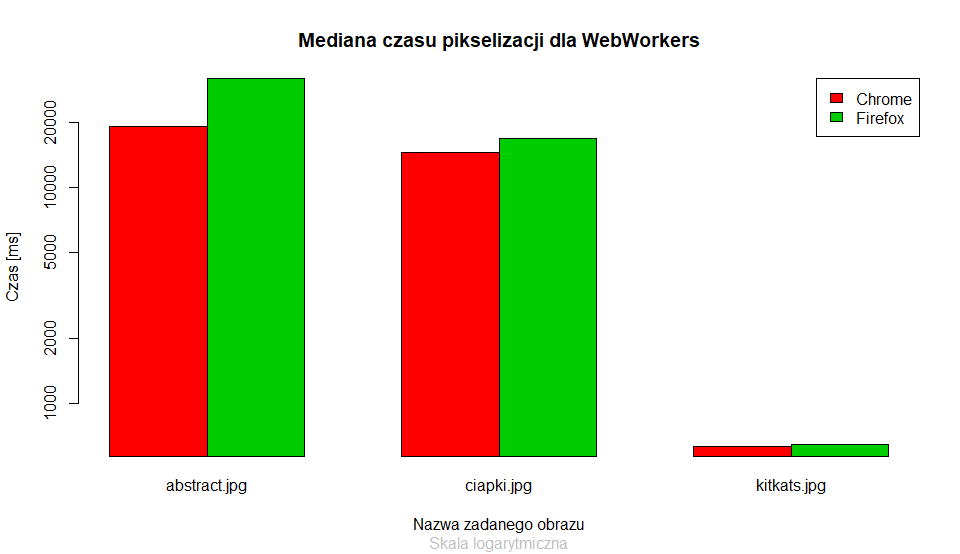 Mediana czasu pikselizacji dla WebWorkers
Chrome
Firefox
Czas [ms]
20000
10000
5000
2000
1000
abstract.jpg
ciapki.jpg
kitkats.jpg
Nazwa zadanego obrazu
Skala logarytmiczna